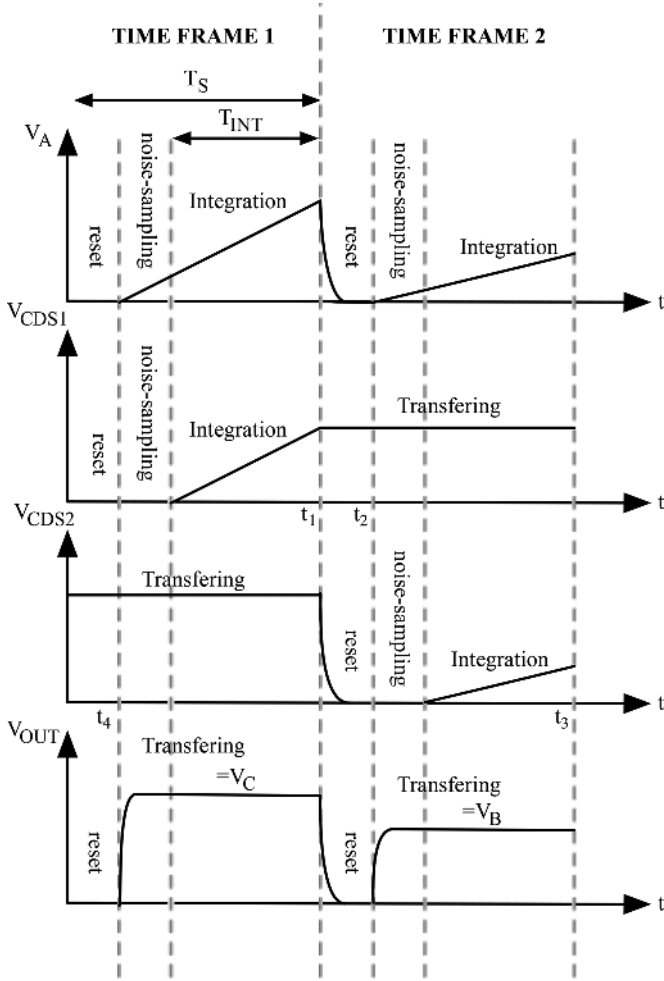 TIME FRAME 1 TIME FRAME 2
T_S
T_INT
V_A
reset
noise-sampling
Integration
reset
noise-sampling
Integration
t
V_CDS1
reset
noise-sampling
Integration
Transfering
t_1 t_2
t
V_CDS2
Transfering
reset
noise-sampling
Integration
t_4
t_3
t
V_OUT
reset
Transfering
=V_C
reset
Transfering
=V_B
t